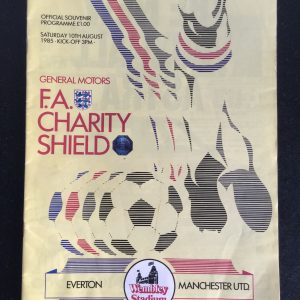 OFFICIAL SOUVENIR
PROGRAMME £1.00
SATURDAY 10TH AUGUST
1985 · KICK-OFF 3PM ·
GENERAL MOTORS
F.A.
CHARITY
SHIELD
EVERTON
MANCHESTER UTD.
Wembley
Stadium